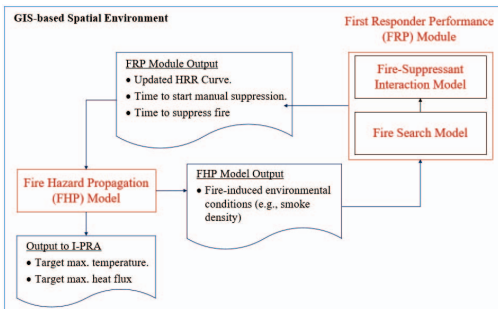 GIS-based Spatial Environment
First Responder Performance
(FRP) Module
FRP Module Output
• Updated HRR Curve.
• Time to start manual suppression.
• Time to suppress fire
Fire-Suppressant
Interaction Model
Fire Search Model
Fire Hazard Propagation
(FHP) Model
FHP Model Output
• Fire-induced environmental
conditions (e.g., smoke
density)
Output to I-PRA
• Target max. temperature.
• Target max. heat flux